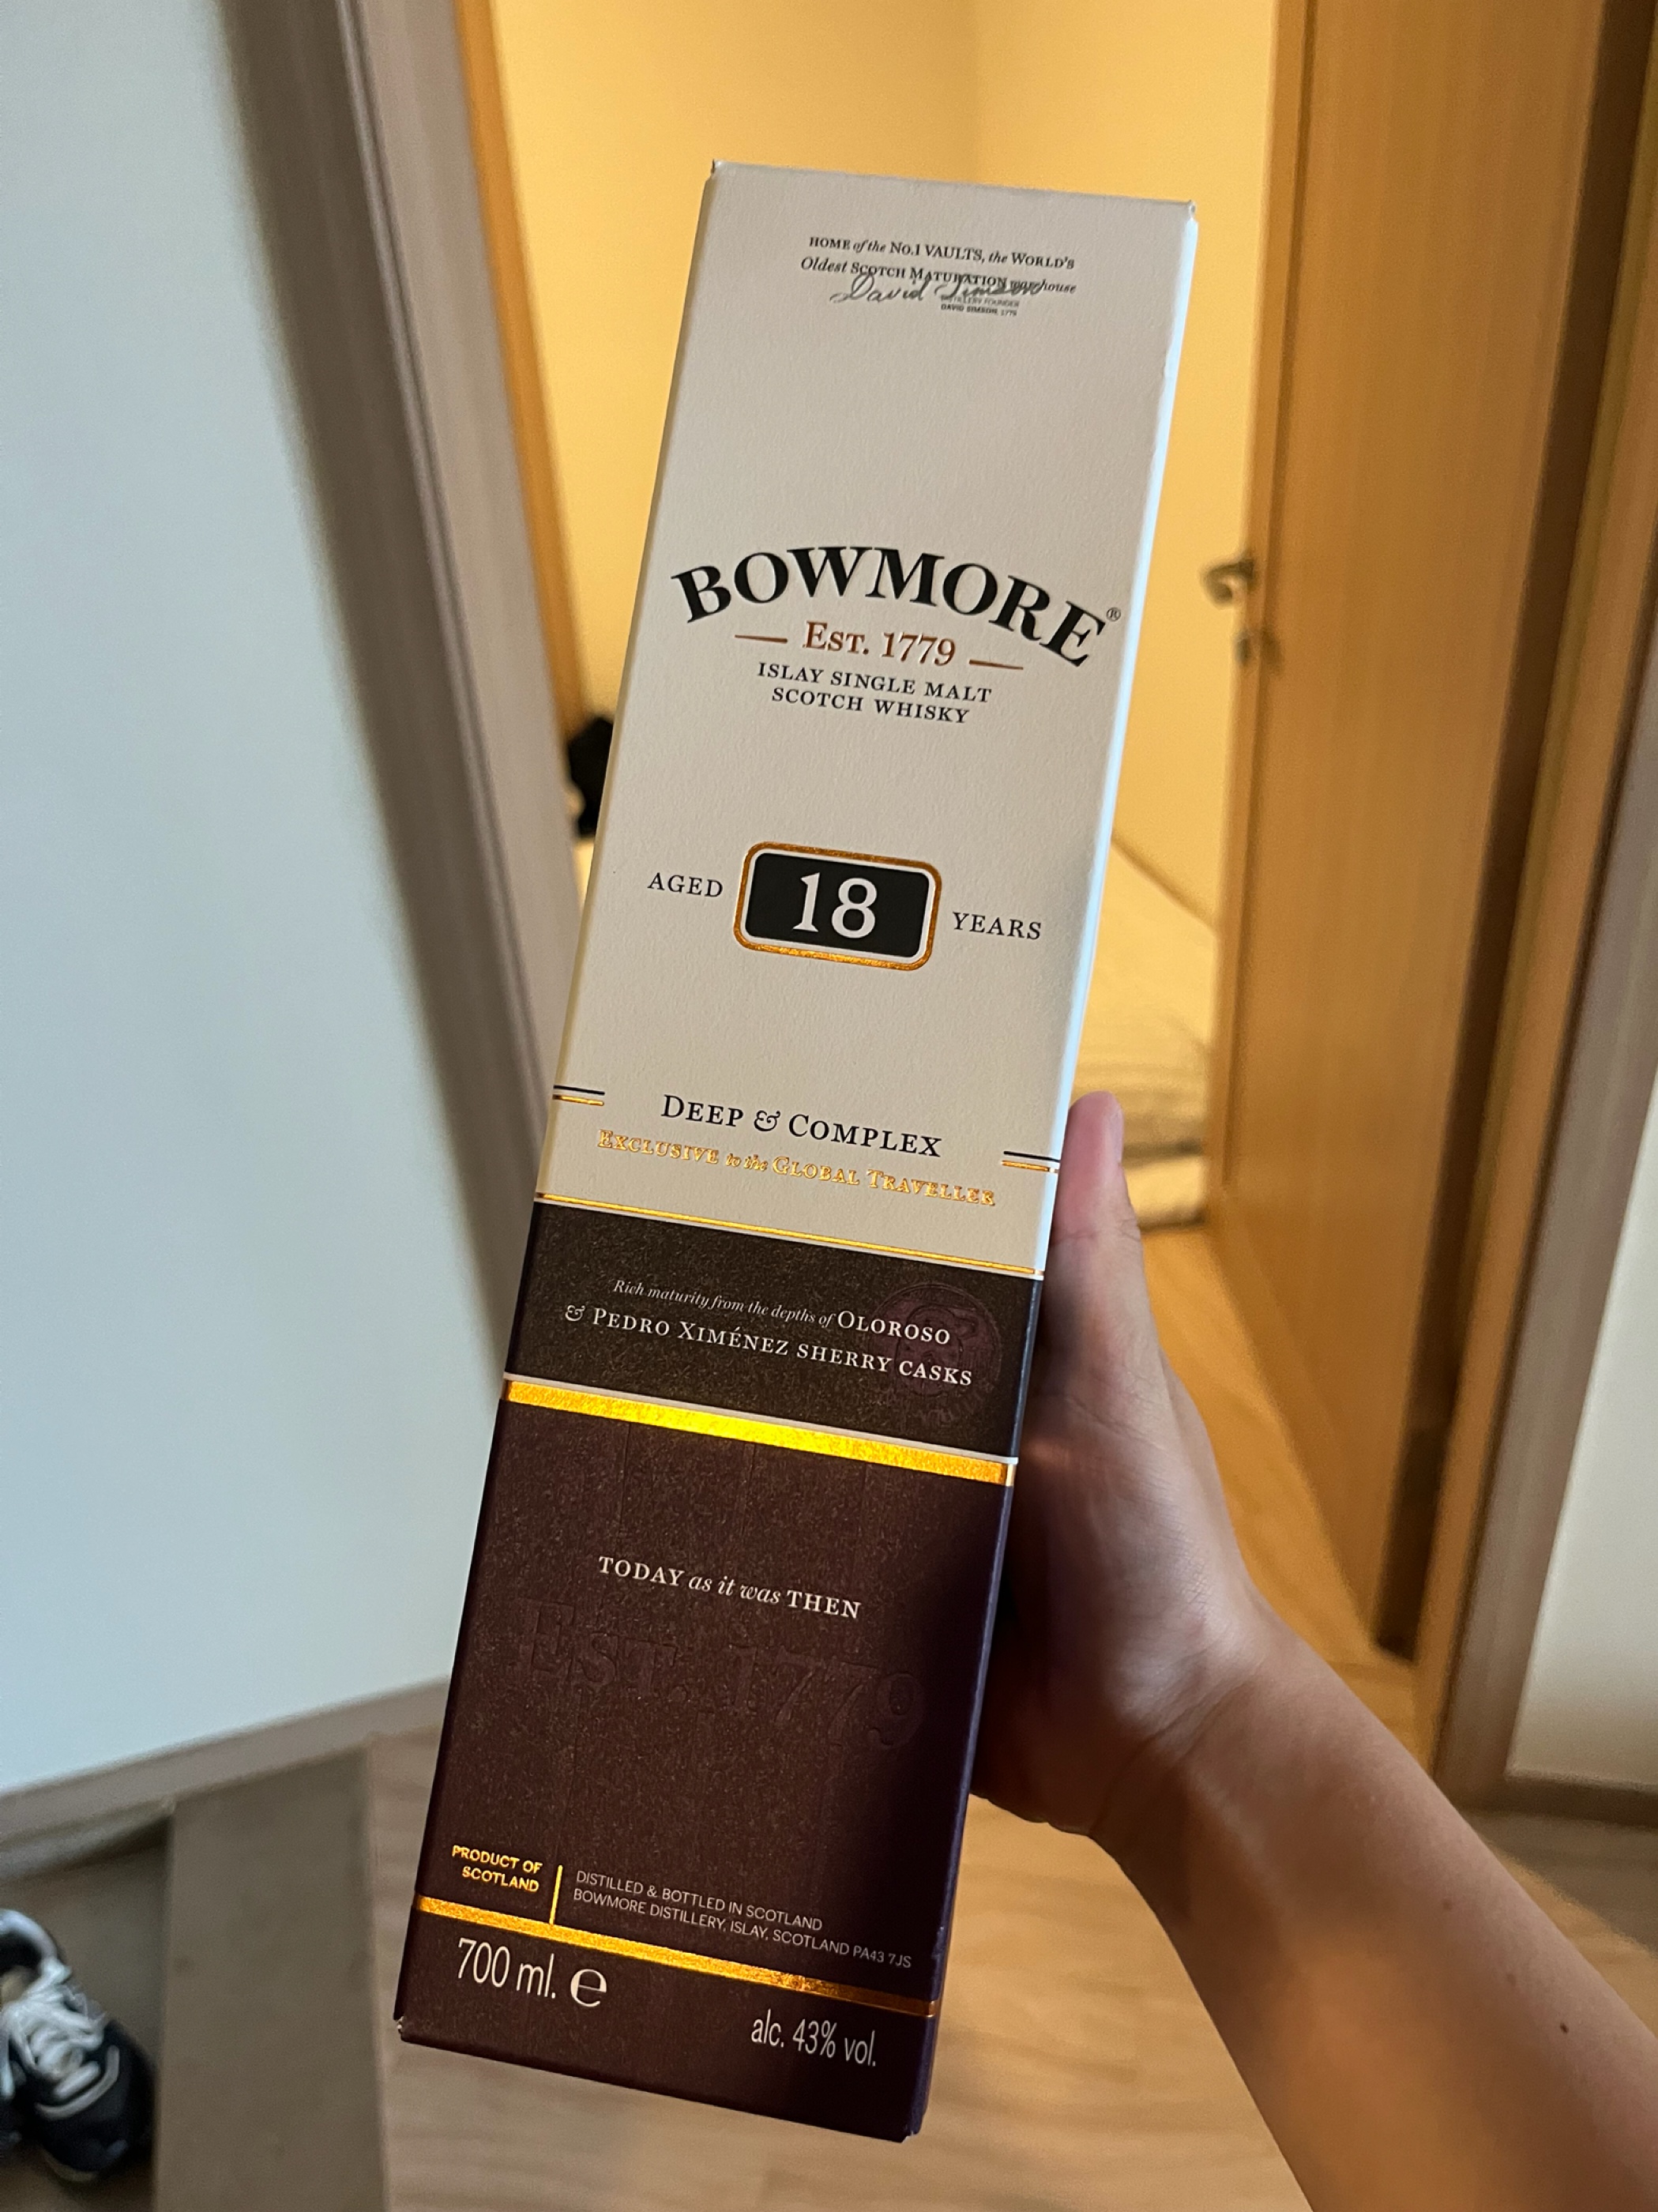 HOME of the No.1 VAULTS, the WORLD'S
Oldest SCOTCH MATURATION warehouse
David Simson
DISTILLERY FOUNDER
DAVID SIMSON, 1779
BOWMORE®
EST. 1779
ISLAY SINGLE MALT
SCOTCH WHISKY
AGED 18 YEARS
DEEP & COMPLEX
EXCLUSIVE to the GLOBAL TRAVELLER
Rich maturity from the depths of OLOROSO
& PEDRO XIMÉNEZ SHERRY CASKS
TODAY as it was THEN
EST. 1779
PRODUCT OF
SCOTLAND
DISTILLED & BOTTLED IN SCOTLAND
BOWMORE DISTILLERY, ISLAY, SCOTLAND PA43 7JS
700 ml. e
alc. 43% vol.